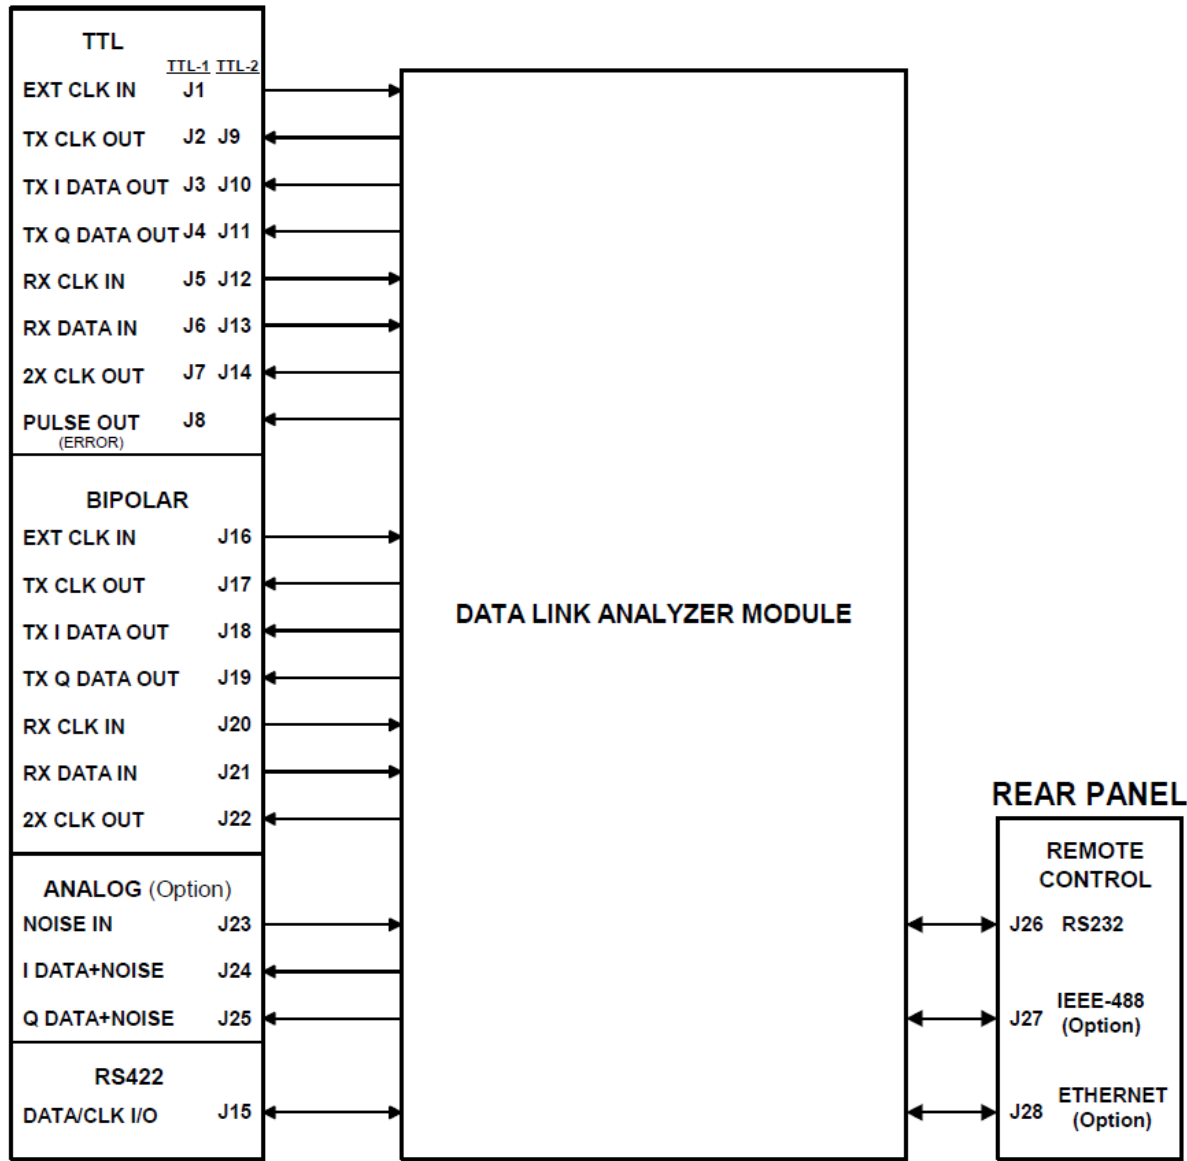 TTL
TTL-1 TTL-2
EXT CLK IN J1
TX CLK OUT J2 J9
TX I DATA OUT J3 J10
TX Q DATA OUT J4 J11
RX CLK IN J5 J12
RX DATA IN J6 J13
2X CLK OUT J7 J14
PULSE OUT J8
(ERROR)
BIPOLAR
EXT CLK IN J16
TX CLK OUT J17
TX I DATA OUT J18
TX Q DATA OUT J19
RX CLK IN J20
RX DATA IN J21
2X CLK OUT J22
ANALOG (Option)
NOISE IN J23
I DATA+NOISE J24
Q DATA+NOISE J25
RS422
DATA/CLK I/O J15
DATA LINK ANALYZER MODULE
REAR PANEL
REMOTE
CONTROL
J26 RS232
J27 IEEE-488
(Option)
J28 ETHERNET
(Option)